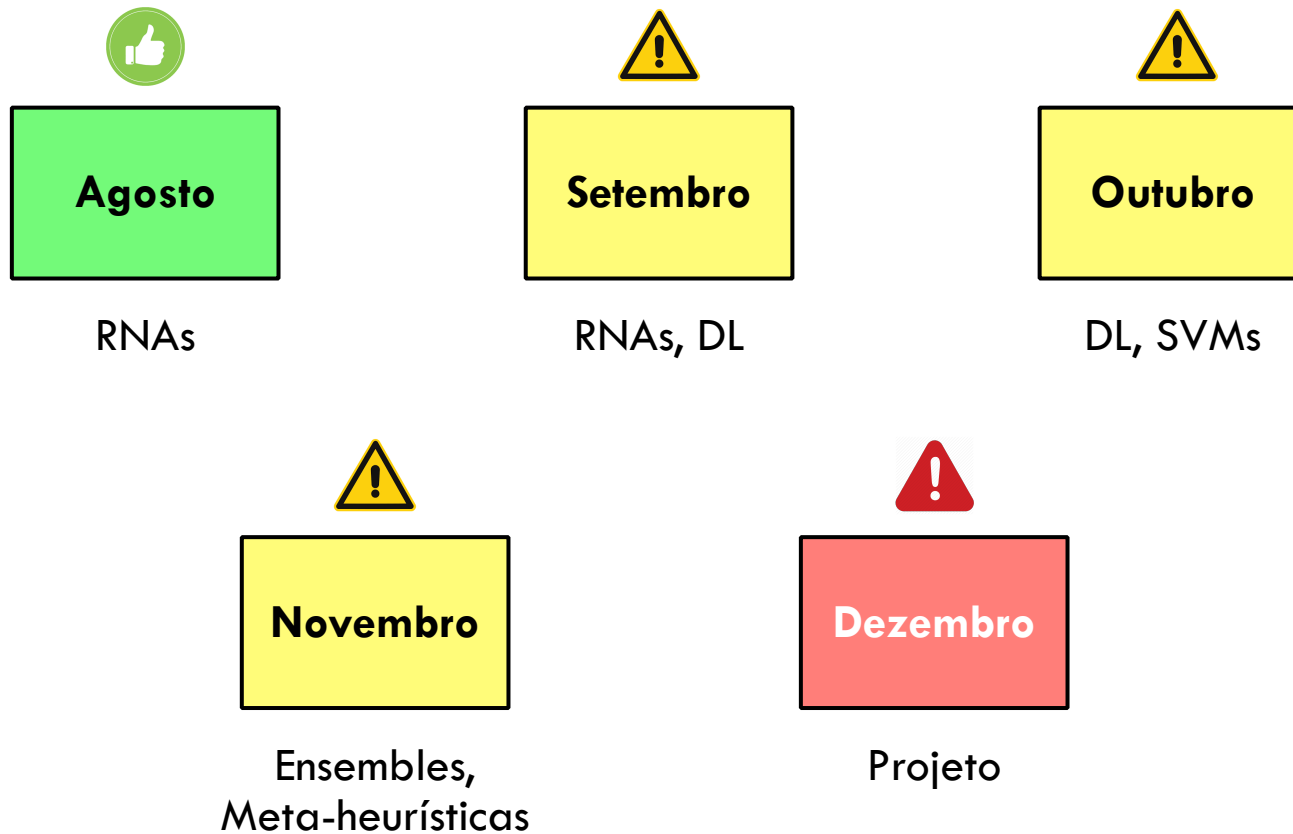 Agosto
Setembro
Outubro
RNAs
RNAs, DL
DL, SVMs
Novembro
Dezembro
Ensembles,
Meta-heurísticas
Projeto